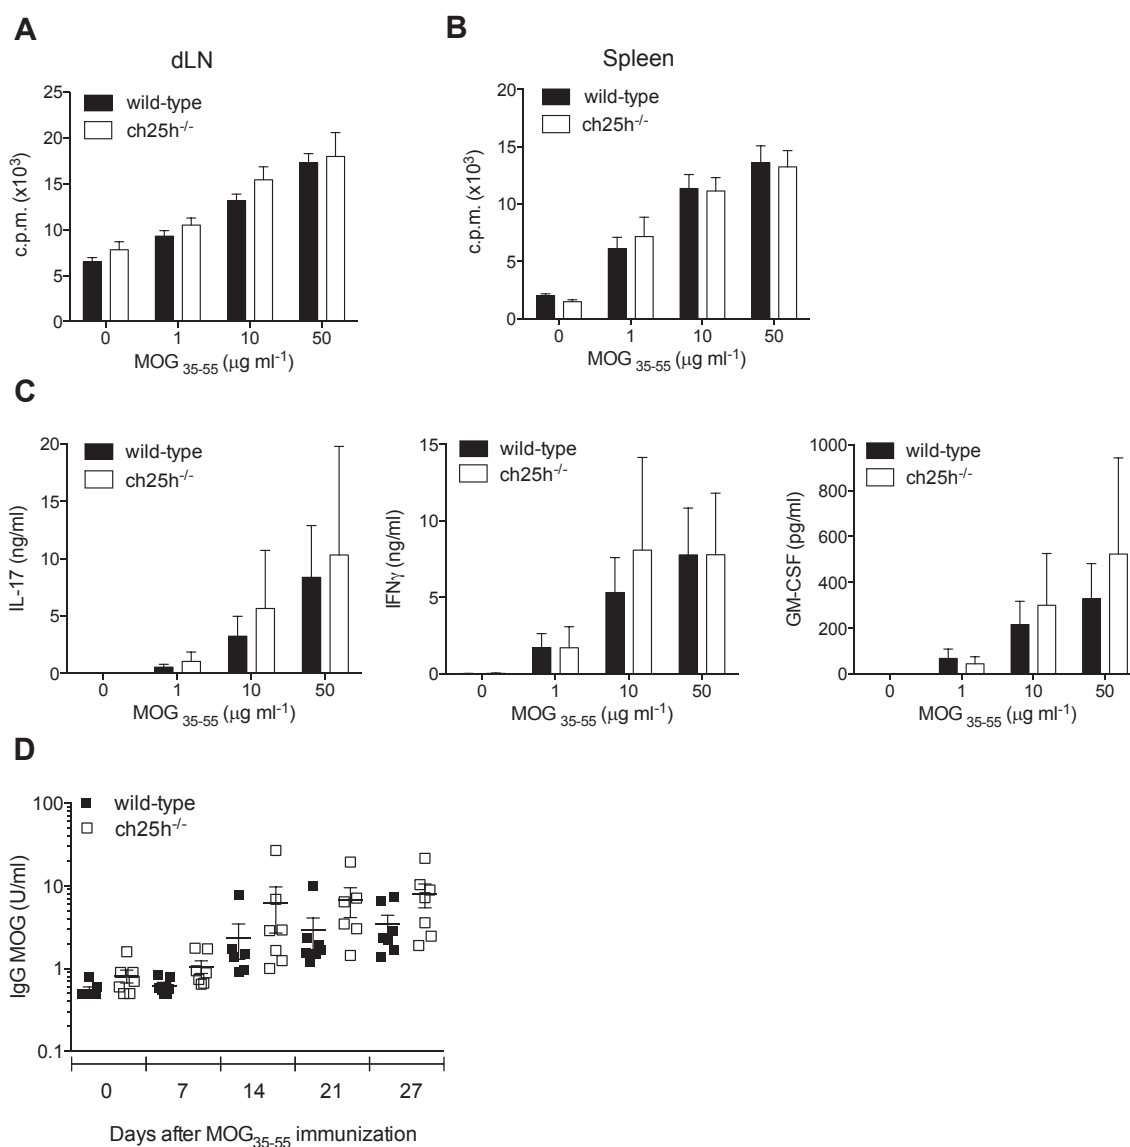 A
dLN
25
20
15
10
5
0
c.p.m. (x10³)
wild-type
ch25h-/-
0 1 10 50
MOG 35-55 (μg ml-1)
B
Spleen
20
15
10
5
0
c.p.m. (x10³)
wild-type
ch25h-/-
0 1 10 50
MOG 35-55 (μg ml-1)
C
20
15
10
5
0
IL-17 (ng/ml)
wild-type
ch25h-/-
0 1 10 50
MOG 35-55 (μg ml-1)
15
10
5
0
IFNγ (ng/ml)
wild-type
ch25h-/-
0 1 10 50
MOG 35-55 (μg ml-1)
1000
800
600
400
200
0
GM-CSF (pg/ml)
wild-type
ch25h-/-
0 1 10 50
MOG 35-55 (μg ml-1)
D
100
10
1
0.1
IgG MOG (U/ml)
wild-type
ch25h-/-
0 7 14 21 27
Days after MOG35-55 immunization